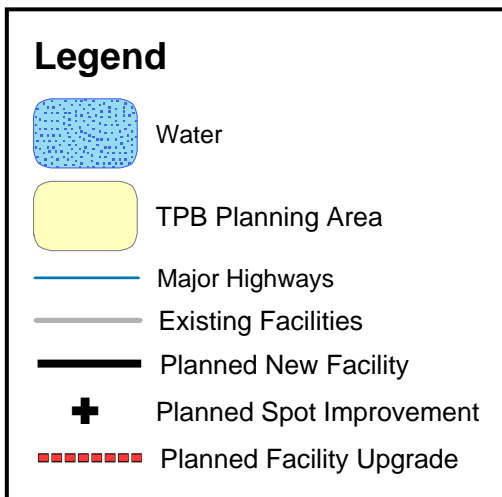 Legend
Water
TPB Planning Area
Major Highways
Existing Facilities
Planned New Facility
Planned Spot Improvement
Planned Facility Upgrade